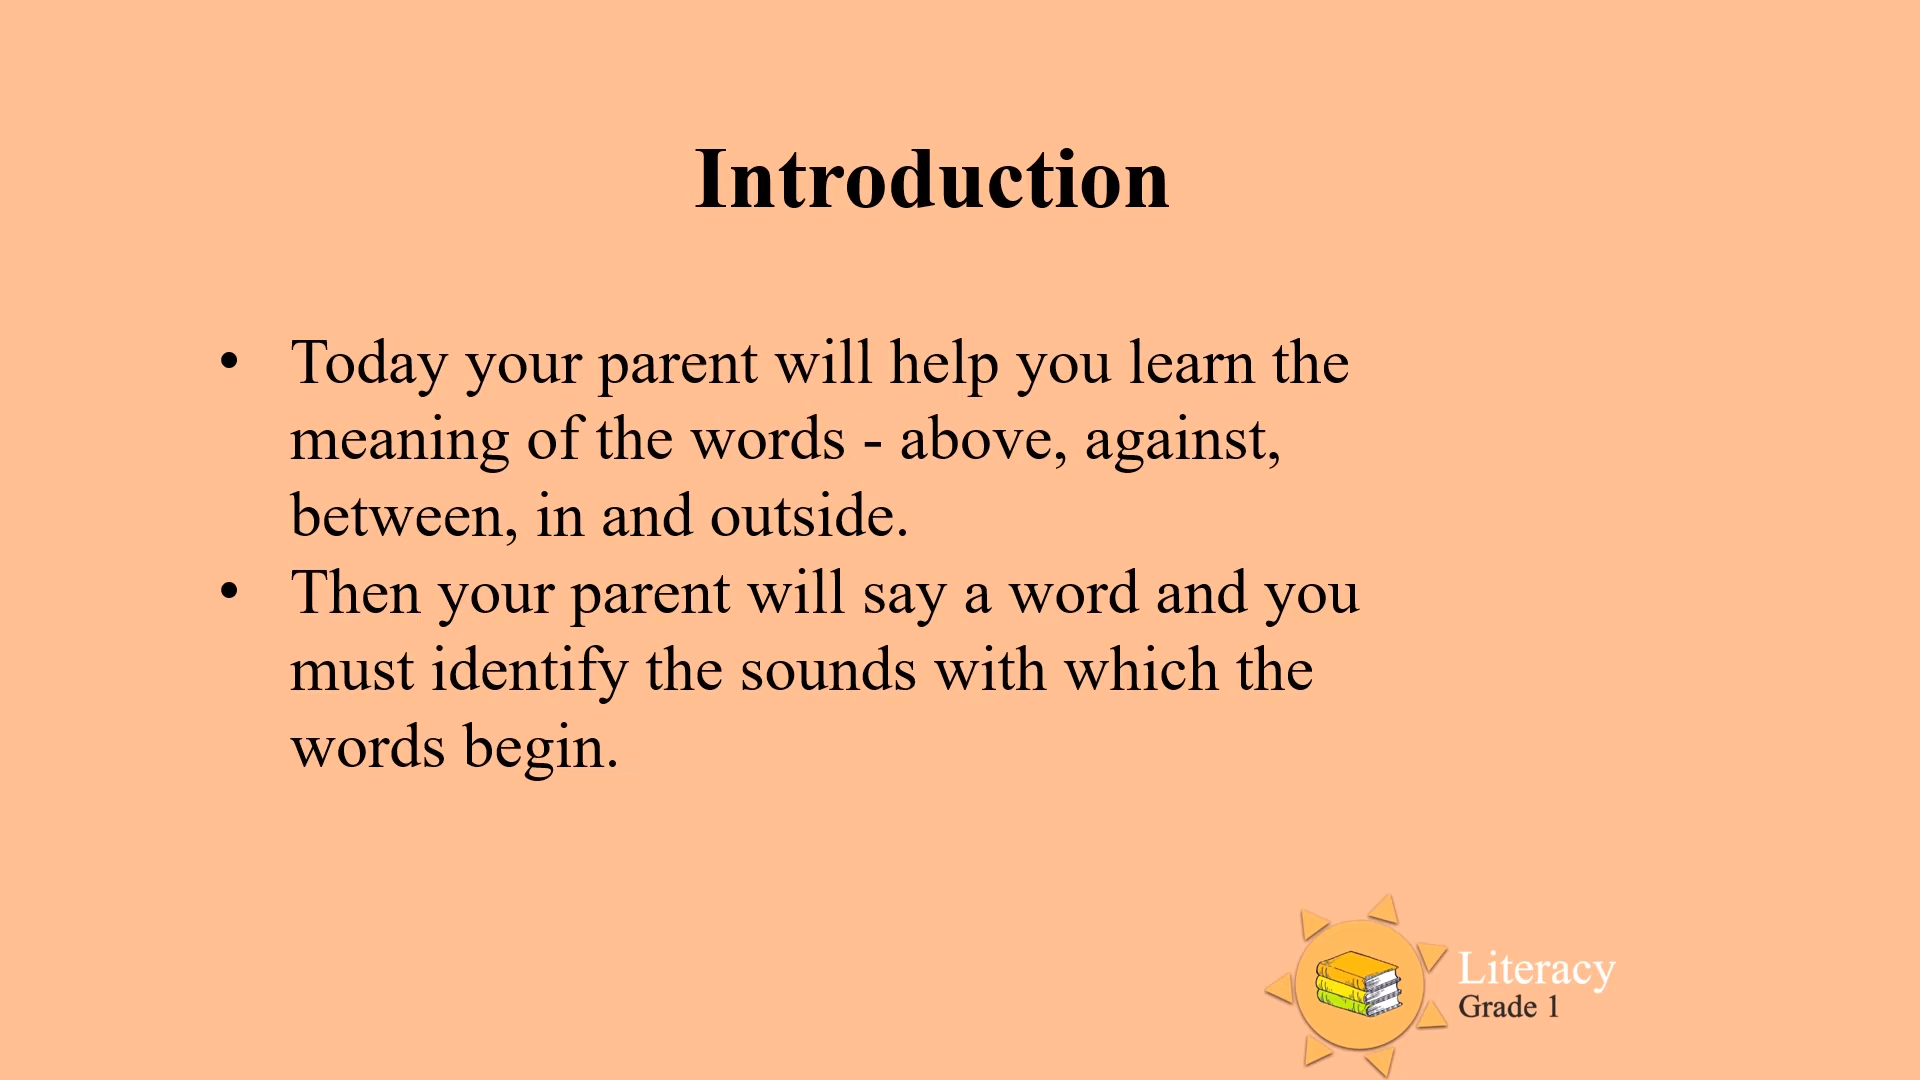 Introduction
• Today your parent will help you learn the
meaning of the words - above, against,
between, in and outside.
• Then your parent will say a word and you
must identify the sounds with which the
words begin.
Literacy
Grade 1